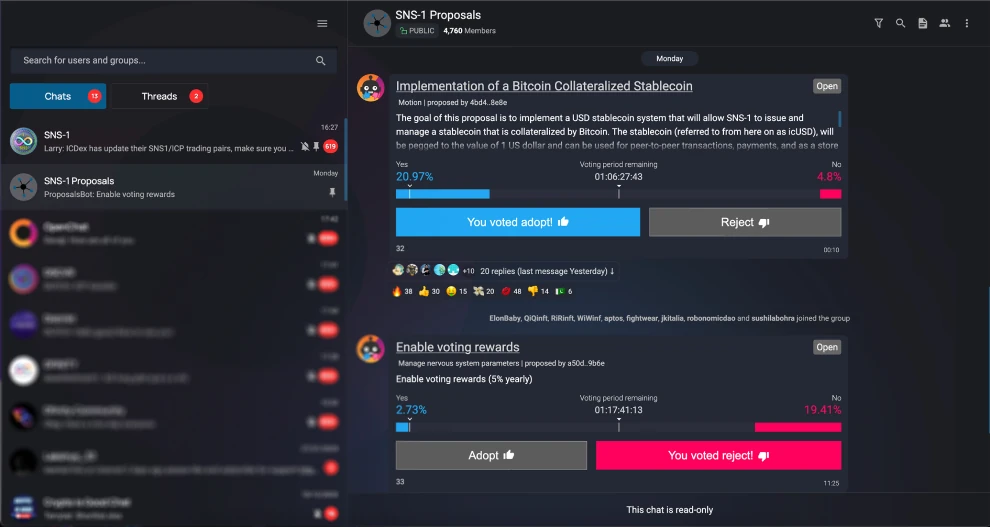 Search for users and groups...
Chats 13 Threads 2
SNS-1 16:27
Larry: ICDex has update their SNS1/ICP trading pairs, make sure you ... 619
SNS-1 Proposals Monday
ProposalsBot: Enable voting rewards
OpenChat
SNS-1 Proposals
PUBLIC 4,760 Members
Monday
Implementation of a Bitcoin Collateralized Stablecoin Open
Motion | proposed by 4bd4..8e8e
The goal of this proposal is to implement a USD stablecoin system that will allow SNS-1 to issue and
manage a stablecoin that is collateralized by Bitcoin. The stablecoin (referred to from here on as icUSD), will
be pegged to the value of 1 US dollar and can be used for peer-to-peer transactions, payments, and as a store
Yes Voting period remaining No
20.97% 01:06:27:43 4.8%
You voted adopt! Reject
32 00:10
+10 20 replies (last message Yesterday) ↓
38 30 15 20 48 14 6
ElonBaby, QiQinft, RiRinft, WiWinf, aptos, fightwear, jkitalia, robonomicdao and sushilabohra joined the group
Enable voting rewards Open
Manage nervous system parameters | proposed by a50d..9b6e
Enable voting rewards (5% yearly)
Yes Voting period remaining No
2.73% 01:17:41:13 19.41%
Adopt You voted reject!
33 11:25
This chat is read-only